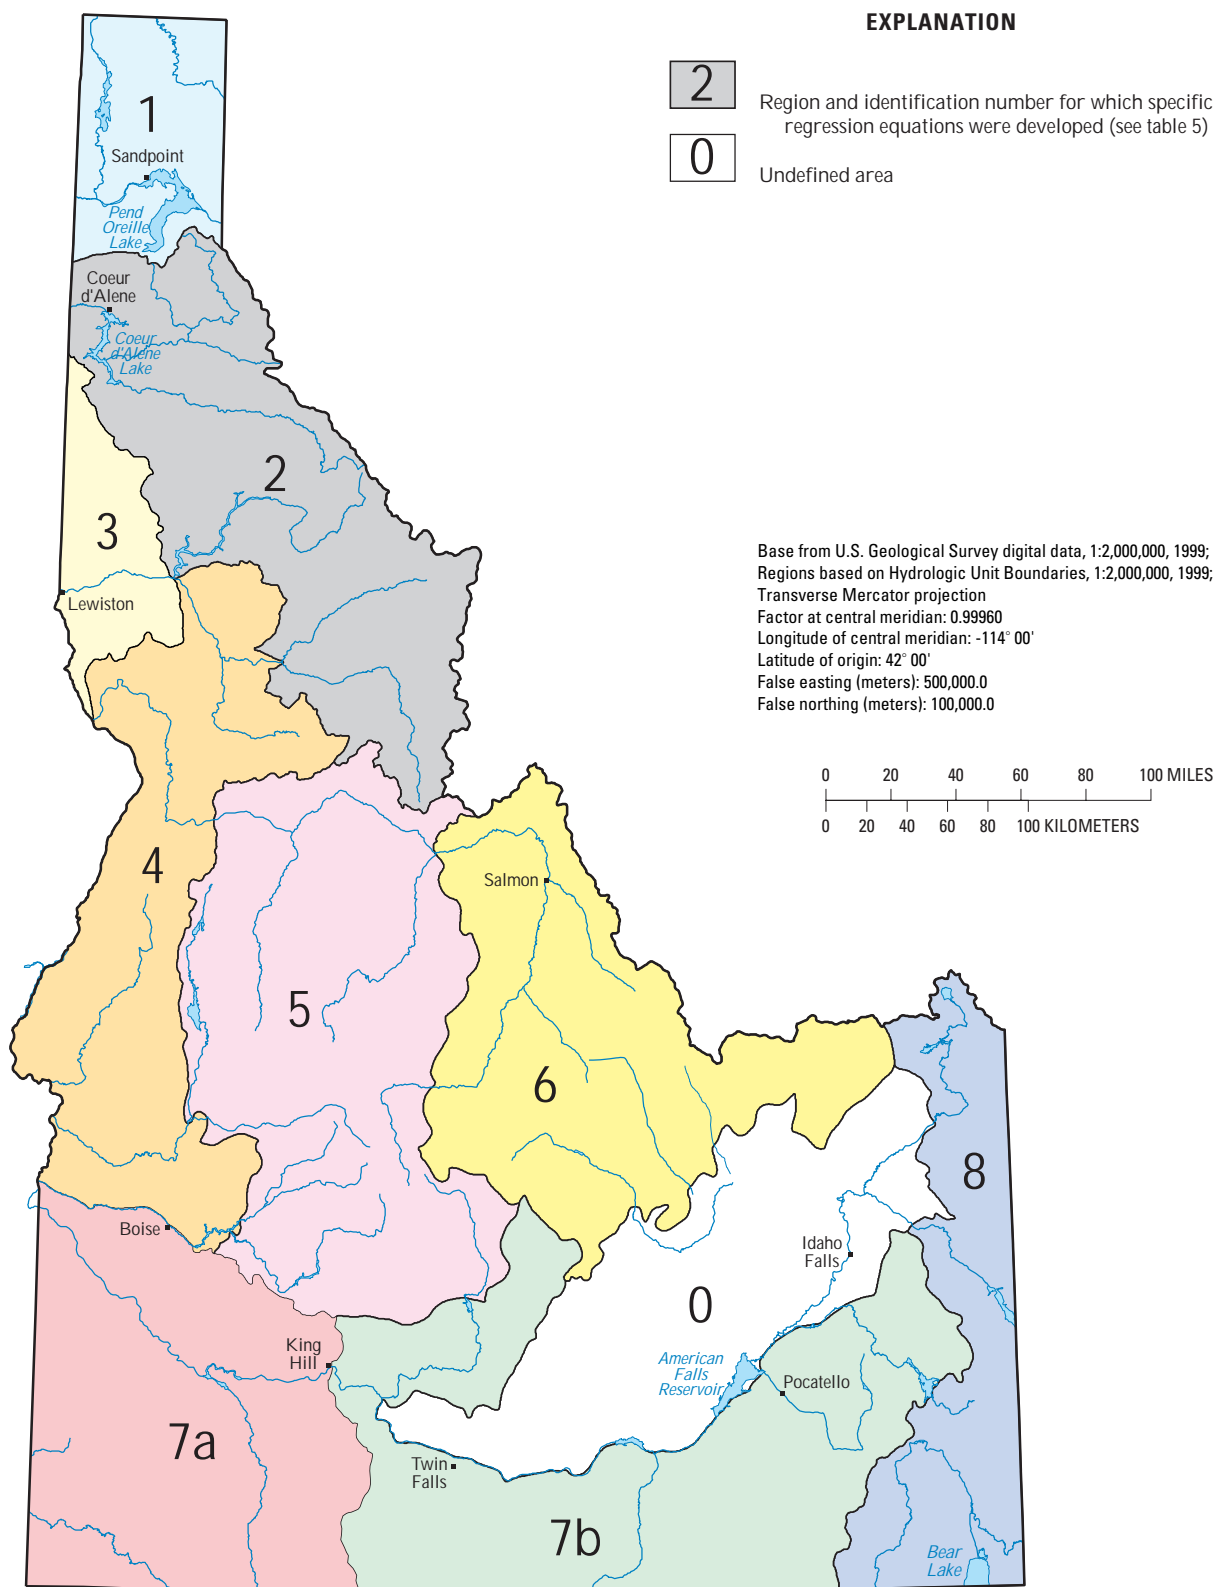 EXPLANATION
2
Region and identification number for which specific
regression equations were developed (see table 5)
0
Undefined area
1
Sandpoint
Pend
Oreille
Lake
Coeur
d'Alene
Coeur
d'Alene
Lake
2
3
Lewiston
Base from U.S. Geological Survey digital data, 1:2,000,000, 1999;
Regions based on Hydrologic Unit Boundaries, 1:2,000,000, 1999;
Transverse Mercator projection
Factor at central meridian: 0.99960
Longitude of central meridian: -114° 00'
Latitude of origin: 42° 00'
False easting (meters): 500,000.0
False northing (meters): 100,000.0
0 20 40 60 80 100 MILES
0 20 40 60 80 100 KILOMETERS
4
Salmon
5
6
8
Boise
Idaho
Falls
0
King
Hill
American
Falls
Reservoir
Pocatello
7a
Twin
Falls
7b
Bear
Lake